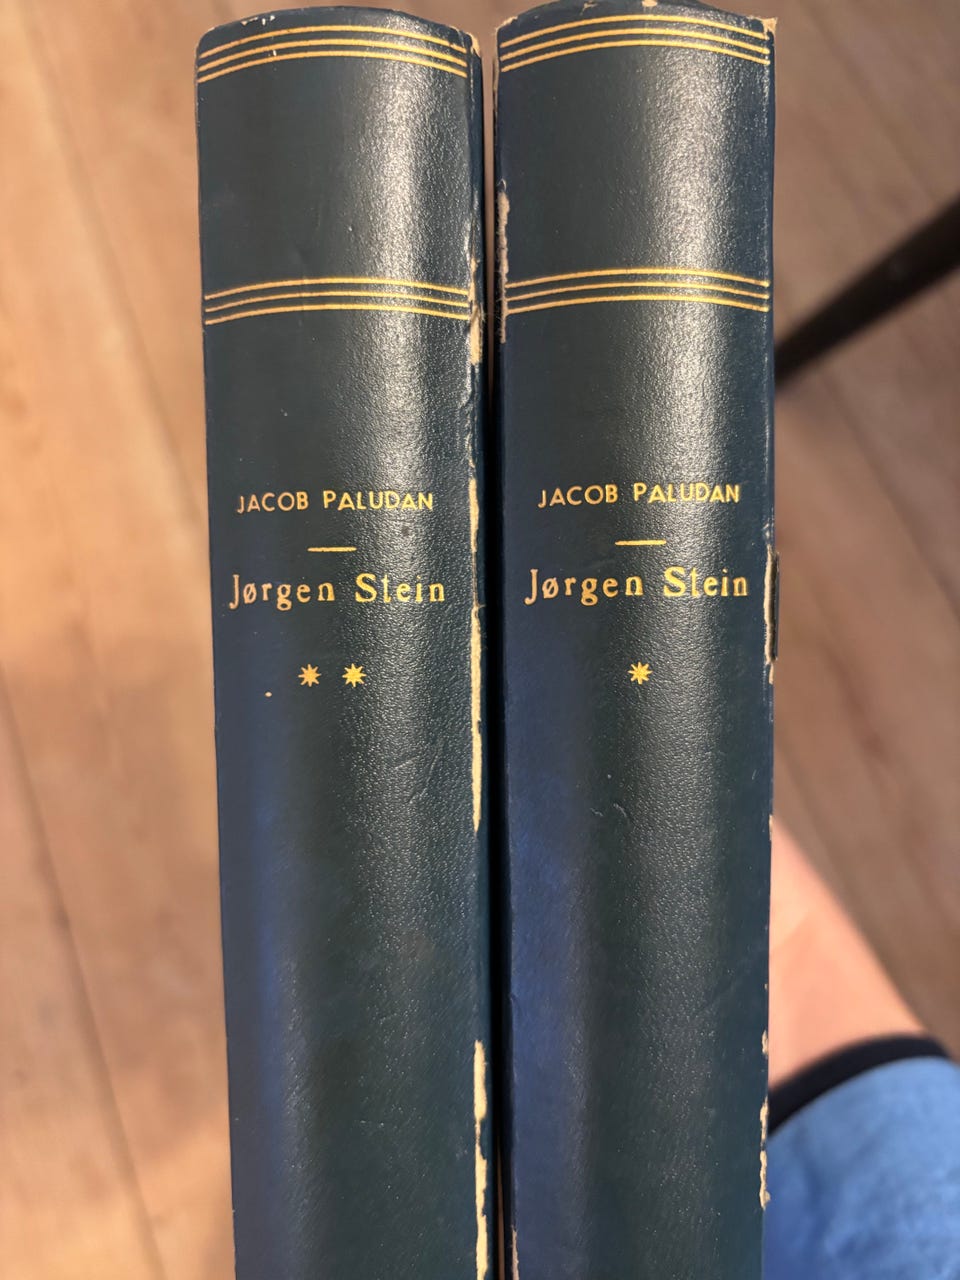 JACOB PALUDAN
Jørgen Stein
* *
JACOB PALUDAN
Jørgen Stein
*